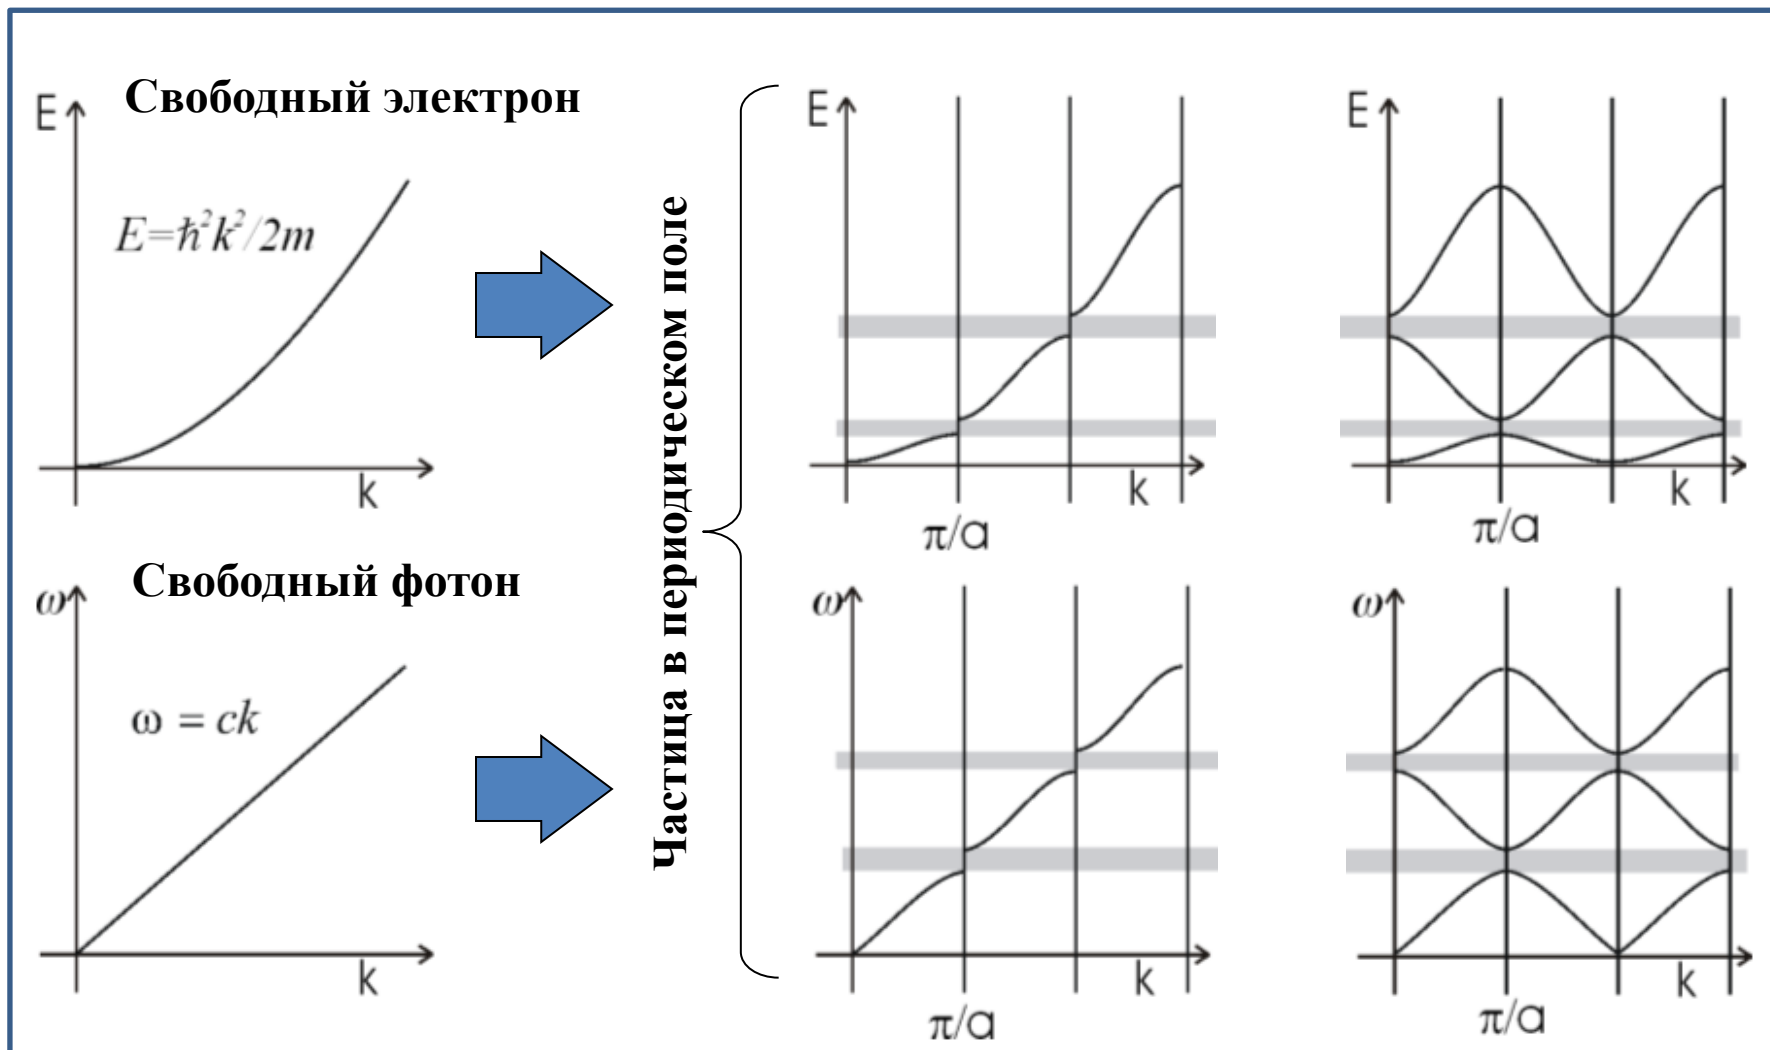 Свободный электрон
E
E=ħ²k²/2m
k
Свободный фотон
ω
ω = ck
k
Частица в периодическом поле
E
k
π/a
E
k
π/a
ω
k
π/a
ω
k
π/a